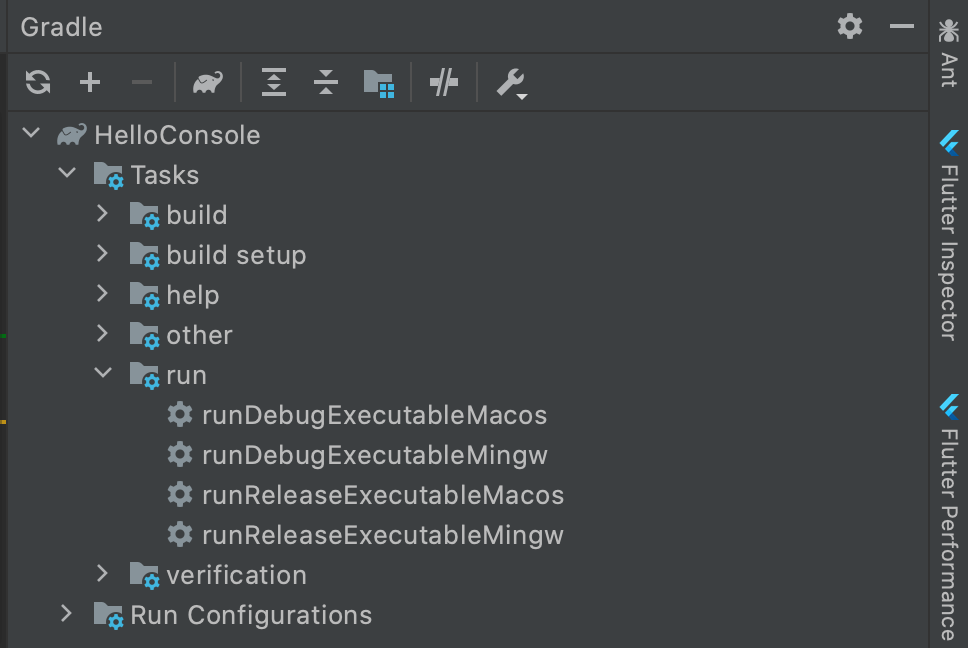 Gradle
HelloConsole
Tasks
build
build setup
help
other
run
runDebugExecutableMacos
runDebugExecutableMingw
runReleaseExecutableMacos
runReleaseExecutableMingw
verification
Run Configurations
Ant
Flutter Inspector
Flutter Performance